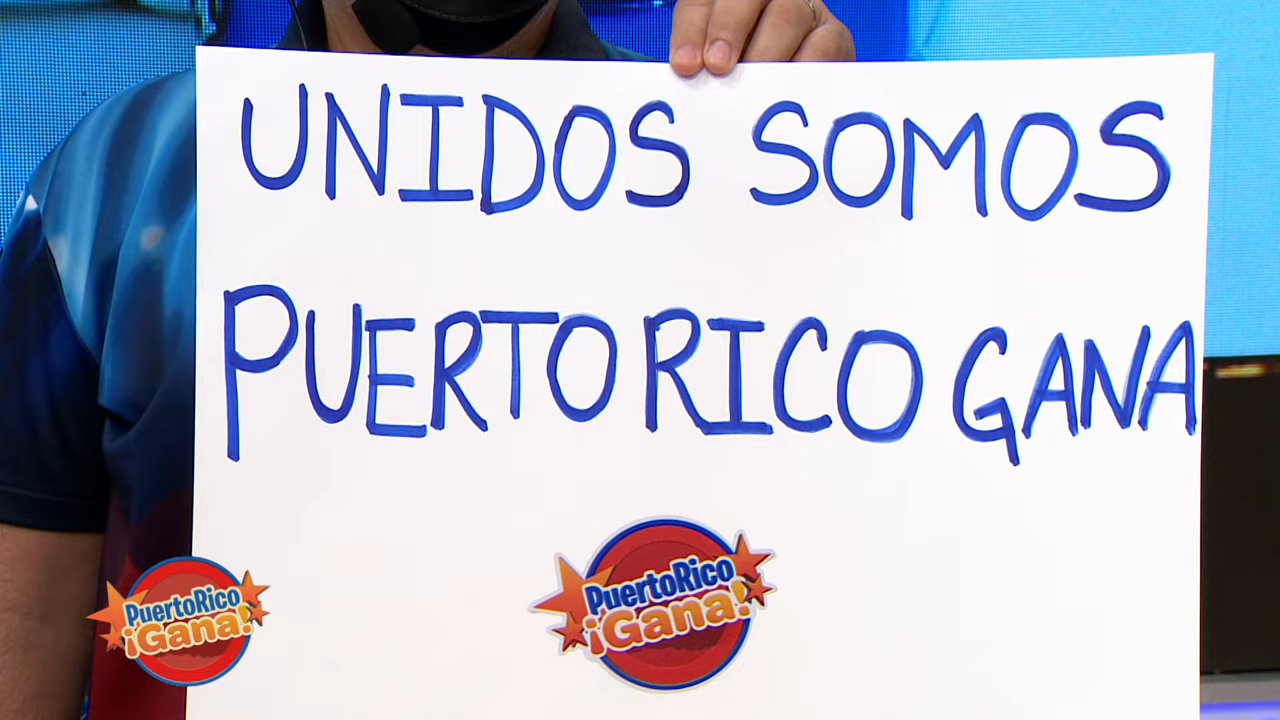 UNIDOS SOMOS
PUERTO RICO GANA
PuertoRico
¡Gana!
PuertoRico
¡Gana!